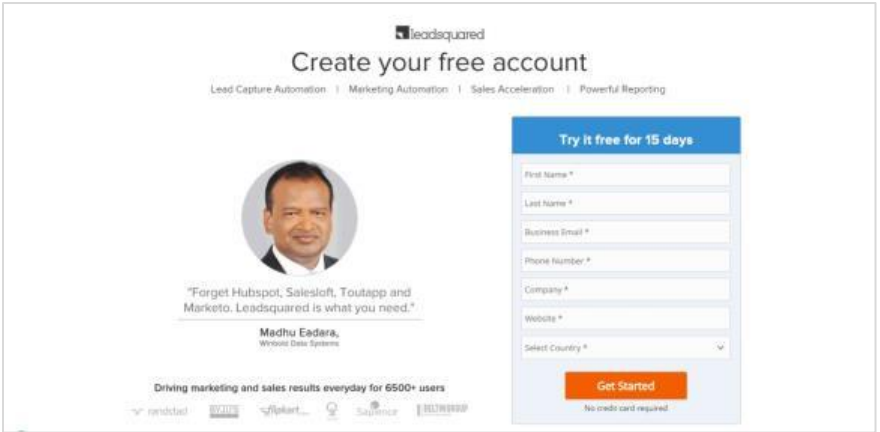 leadsquared
Create your free account
Lead Capture Automation | Marketing Automation | Sales Acceleration | Powerful Reporting
Try it free for 15 days
First Name *
Last Name *
Business Email *
Phone Number *
Company *
Website *
Select Country *
Get Started
No credit card required
"Forget Hubspot, Salesloft, Toutapp and
Marketo. Leadsquared is what you need."
Madhu Eadara,
Winbold Data Systems
Driving marketing and sales results everyday for 6500+ users
randstad
flipkart
Sapience